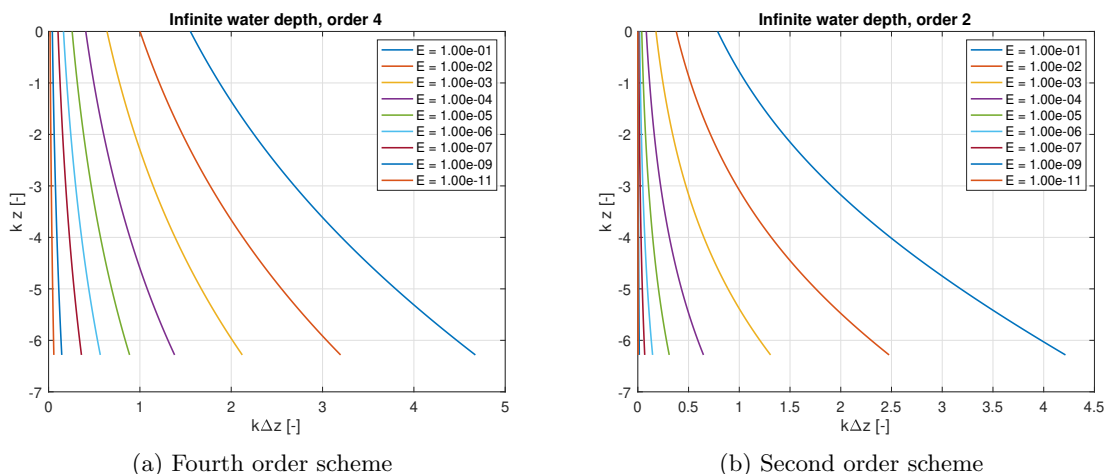 Infinite water depth, order 4
0
-1
-2
-3
-4
-5
-6
-7
k z [-]
E = 1.00e-01
E = 1.00e-02
E = 1.00e-03
E = 1.00e-04
E = 1.00e-05
E = 1.00e-06
E = 1.00e-07
E = 1.00e-09
E = 1.00e-11
0 1 2 3 4 5
kΔz [-]
(a) Fourth order scheme
Infinite water depth, order 2
0
-1
-2
-3
-4
-5
-6
-7
k z [-]
E = 1.00e-01
E = 1.00e-02
E = 1.00e-03
E = 1.00e-04
E = 1.00e-05
E = 1.00e-06
E = 1.00e-07
E = 1.00e-09
E = 1.00e-11
0 0.5 1 1.5 2 2.5 3 3.5 4 4.5
kΔz [-]
(b) Second order scheme